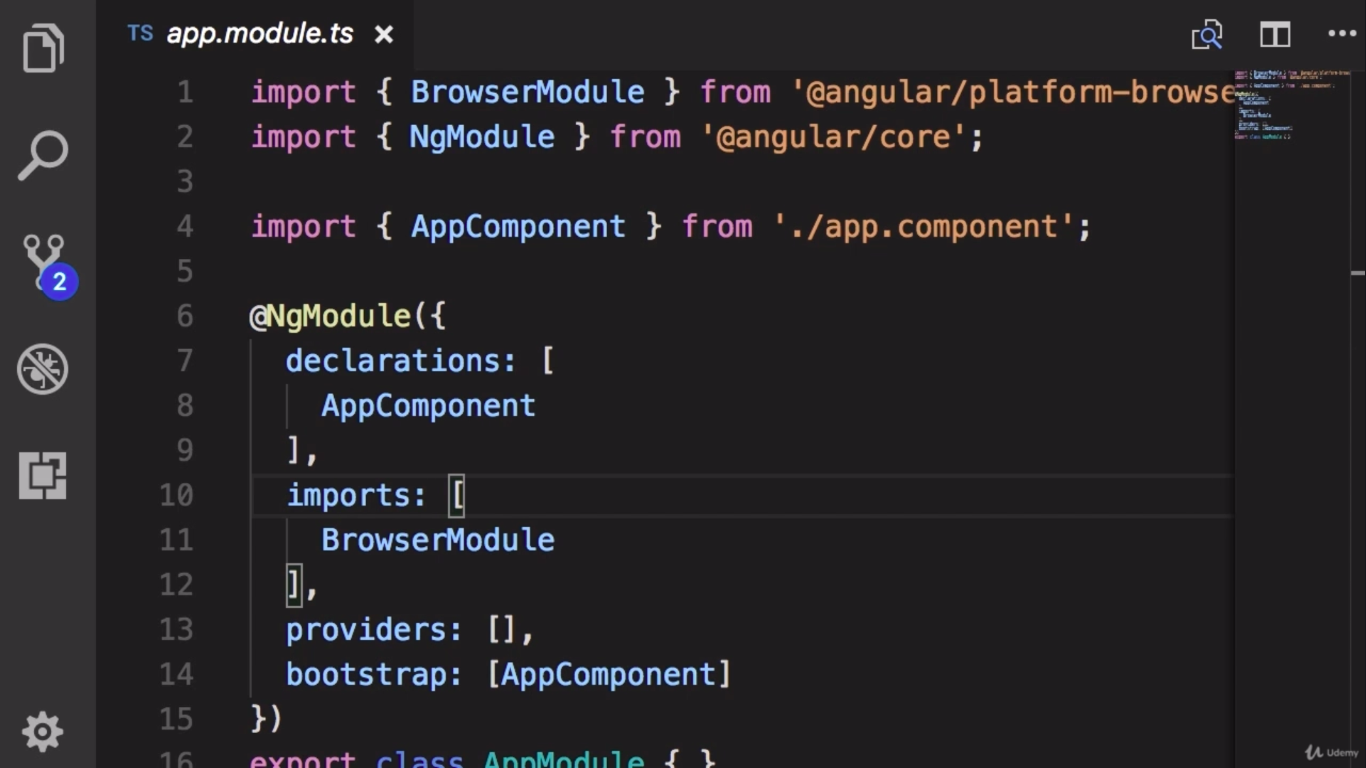 TS app.module.ts
1 import { BrowserModule } from '@angular/platform-browse
2 import { NgModule } from '@angular/core';
3
4 import { AppComponent } from './app.component';
5
6 @NgModule({
7 declarations: [
8 AppComponent
9 ],
10 imports: [
11 BrowserModule
12 ],
13 providers: [],
14 bootstrap: [AppComponent]
15 })
16 export class AppModule { }
2
Udemy